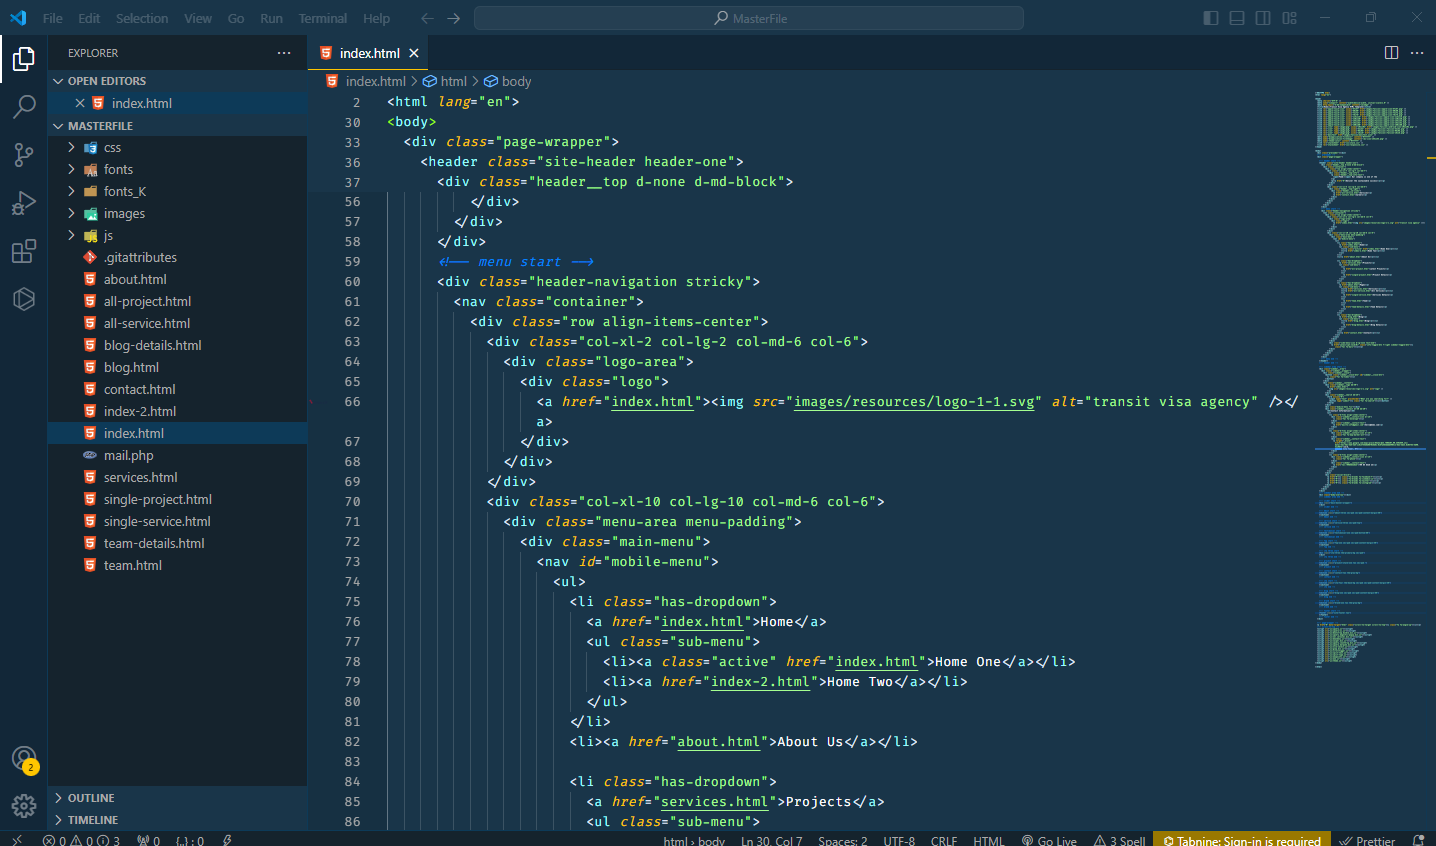 File Edit Selection View Go Run Terminal Help MasterFile
EXPLORER
OPEN EDITORS
index.html
MASTERFILE
css
fonts
fonts_K
images
js
.gitattributes
about.html
all-project.html
all-service.html
blog-details.html
blog.html
contact.html
index-2.html
index.html
mail.php
services.html
single-project.html
single-service.html
team-details.html
team.html
OUTLINE
TIMELINE
index.html
index.html > html > body
2 <html lang="en">
30 <body>
33 <div class="page-wrapper">
36 <header class="site-header header-one">
37 <div class="header__top d-none d-md-block">
56 </div>
57 </div>
58 </div>
59 <!-- menu start -->
60 <div class="header-navigation stricky">
61 <nav class="container">
62 <div class="row align-items-center">
63 <div class="col-xl-2 col-lg-2 col-md-6 col-6">
64 <div class="logo-area">
65 <div class="logo">
66 <a href="index.html"><img src="images/resources/logo-1-1.svg" alt="transit visa agency" /></
a>
67 </div>
68 </div>
69 </div>
70 <div class="col-xl-10 col-lg-10 col-md-6 col-6">
71 <div class="menu-area menu-padding">
72 <div class="main-menu">
73 <nav id="mobile-menu">
74 <ul>
75 <li class="has-dropdown">
76 <a href="index.html">Home</a>
77 <ul class="sub-menu">
78 <li><a class="active" href="index.html">Home One</a></li>
79 <li><a href="index-2.html">Home Two</a></li>
80 </ul>
81 </li>
82 <li><a href="about.html">About Us</a></li>
83
84 <li class="has-dropdown">
85 <a href="services.html">Projects</a>
86 <ul class="sub-menu">
2
0 0 3 0 {..} : 0 html > body Ln 30, Col 7 Spaces: 2 UTF-8 CRLF HTML Go Live 3 Spell Tabnine: Sign-in is required Prettier